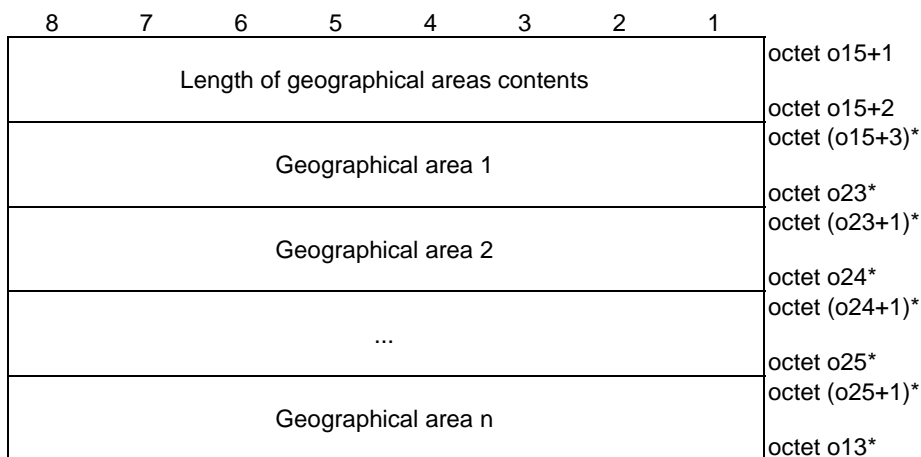 8 7 6 5 4 3 2 1
octet o15+1
Length of geographical areas contents
octet o15+2
octet (o15+3)*
Geographical area 1
octet o23*
octet (o23+1)*
Geographical area 2
octet o24*
octet (o24+1)*
...
octet o25*
octet (o25+1)*
Geographical area n
octet o13*